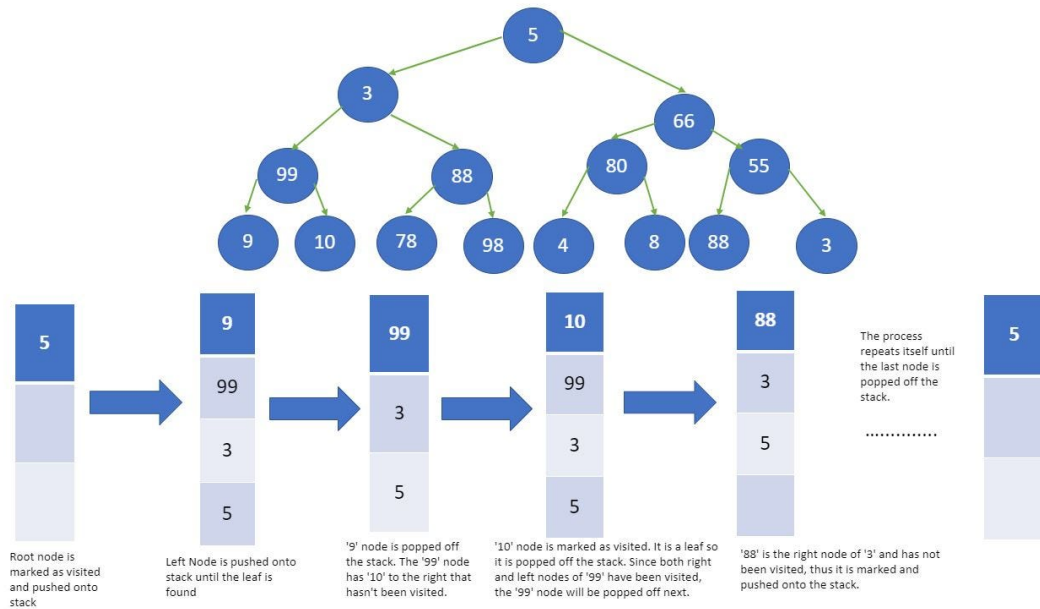 5
3
66
99
88
80
55
9
10
78
98
4
8
88
3
5
9
99
3
5
99
3
5
10
99
3
5
88
3
5
The process
repeats itself until
the last node is
popped off the
stack.
..............
5
Root node is
marked as visited
and pushed onto
stack
Left Node is pushed onto
stack until the leaf is
found
'9' node is popped off
the stack. The '99' node
has '10' to the right that
hasn't been visited.
'10' node is marked as visited. It is a leaf so
it is popped off the stack. Since both right
and left nodes of '99' have been visited,
the '99' node will be popped off next.
'88' is the right node of '3' and has not
been visited, thus it is marked and
pushed onto the stack.